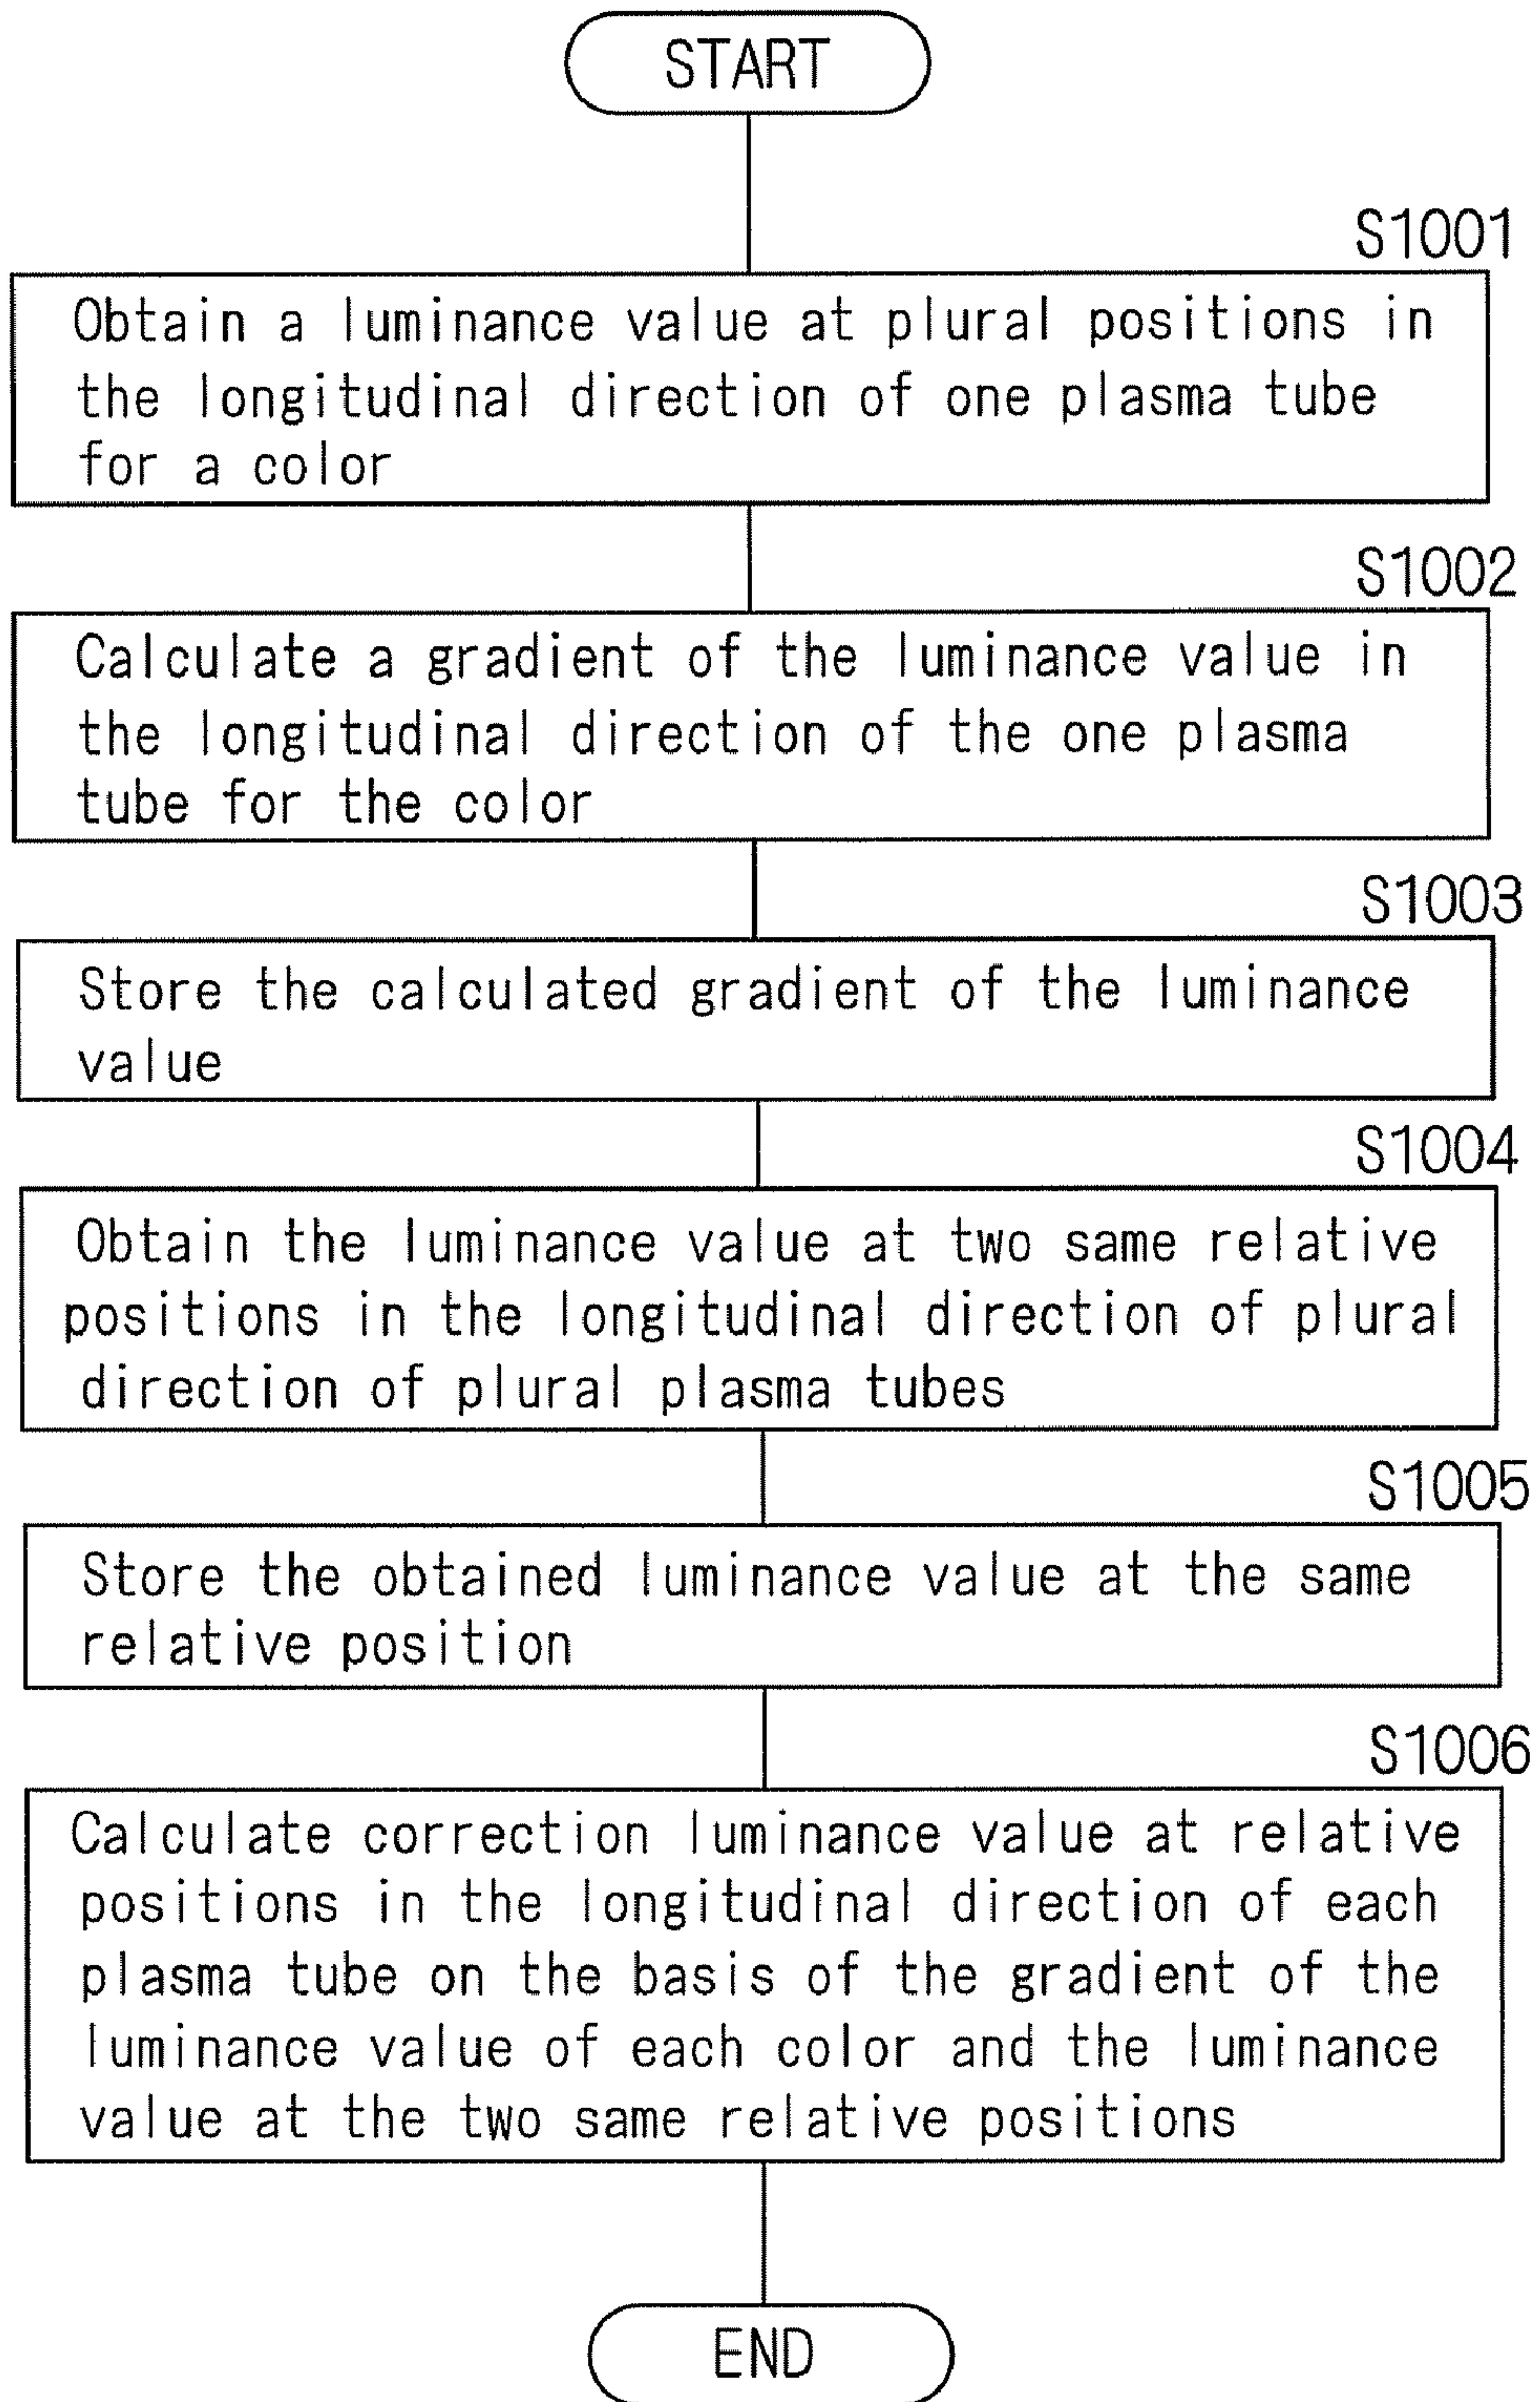 START
S1001
Obtain a luminance value at plural positions in
the longitudinal direction of one plasma tube
for a color
S1002
Calculate a gradient of the luminance value in
the longitudinal direction of the one plasma
tube for the color
S1003
Store the calculated gradient of the luminance
value
S1004
Obtain the luminance value at two same relative
positions in the longitudinal direction of plural
direction of plural plasma tubes
S1005
Store the obtained luminance value at the same
relative position
S1006
Calculate correction luminance value at relative
positions in the longitudinal direction of each
plasma tube on the basis of the gradient of the
luminance value of each color and the luminance
value at the two same relative positions
END